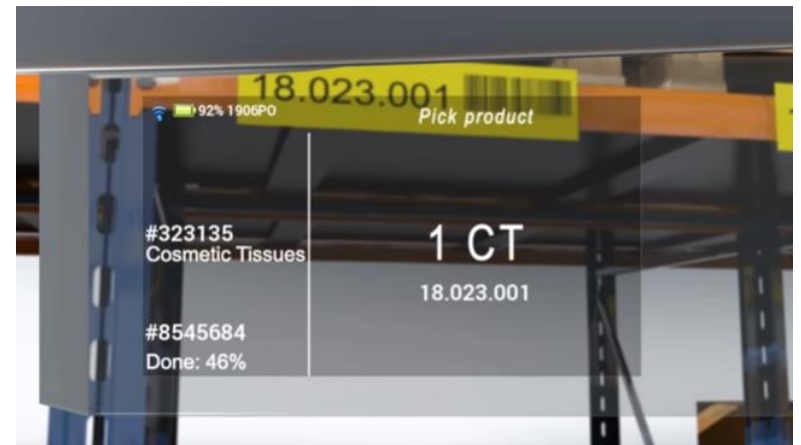 18.023.001
92% 1906PO
Pick product
#323135
Cosmetic Tissues
1 CT
18.023.001
#8545684
Done: 46%